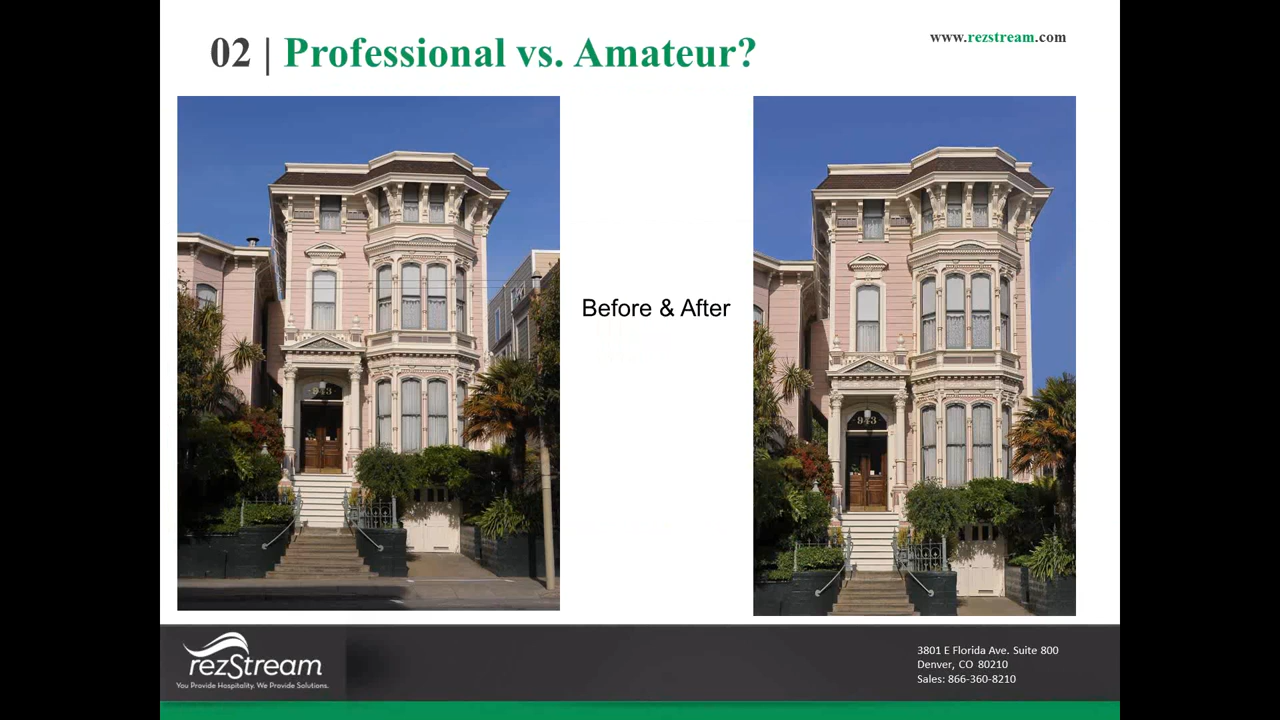 02 | Professional vs. Amateur?
www.rezstream.com
Before & After
943
rezStream
You Provide Hospitality. We Provide Solutions.
3801 E Florida Ave. Suite 800
Denver, CO 80210
Sales: 866-360-8210